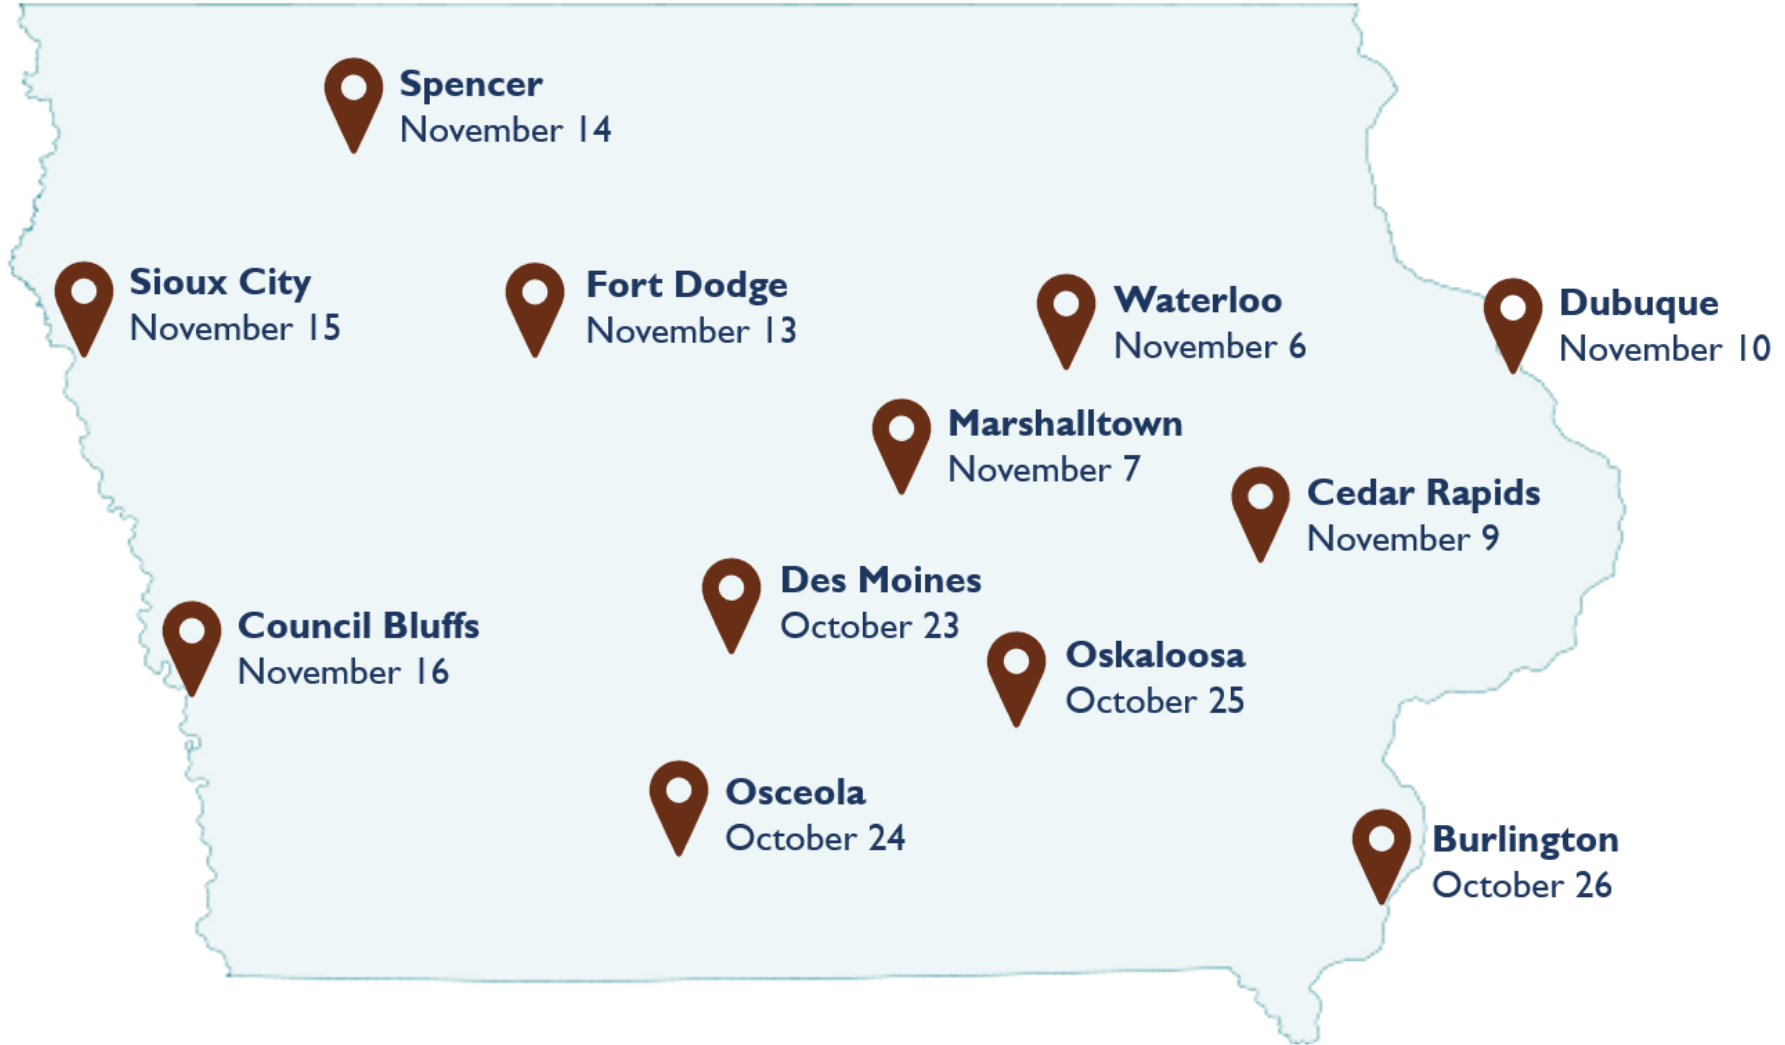 Spencer
November 14
Sioux City
November 15
Fort Dodge
November 13
Waterloo
November 6
Dubuque
November 10
Marshalltown
November 7
Cedar Rapids
November 9
Des Moines
October 23
Council Bluffs
November 16
Oskaloosa
October 25
Osceola
October 24
Burlington
October 26